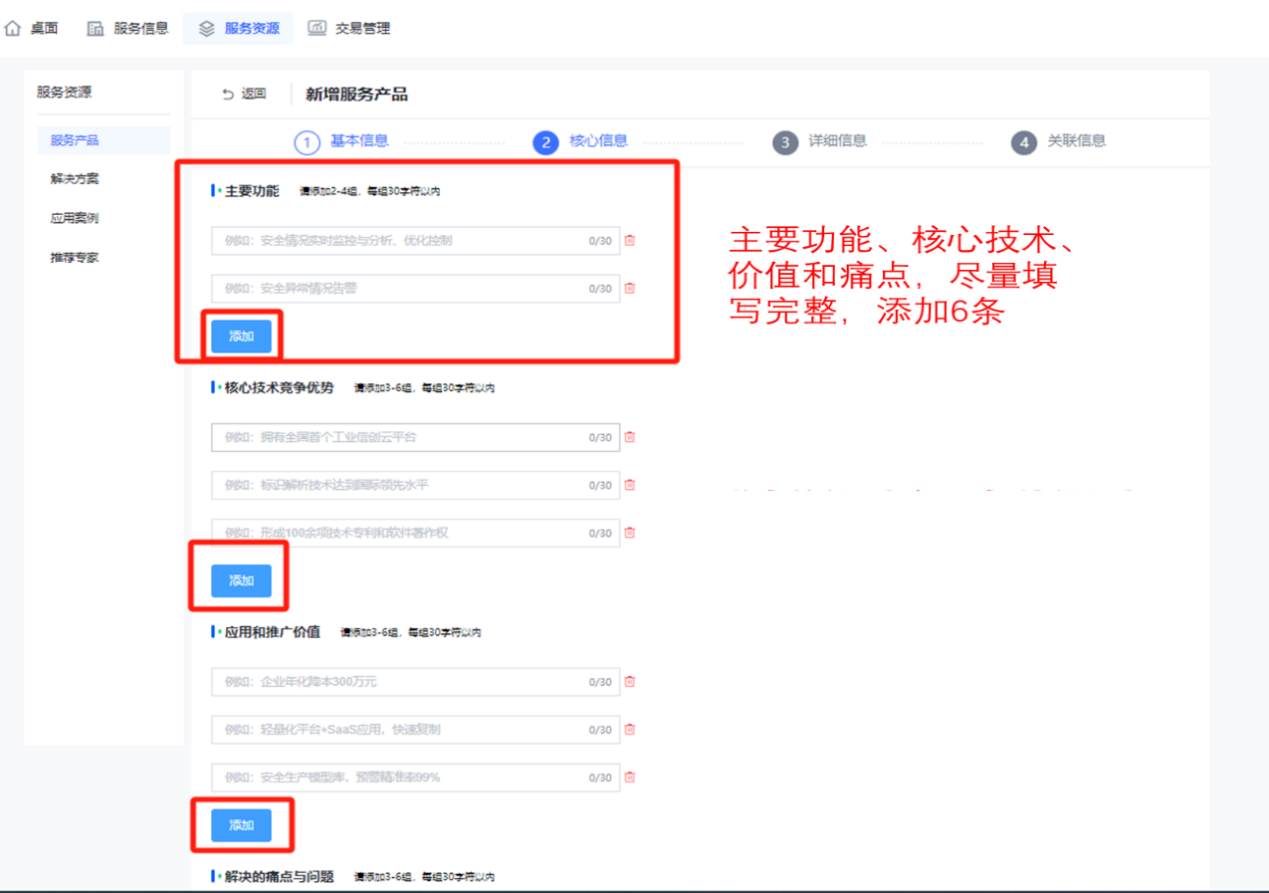 桌面 服务信息 服务资源 交易管理
服务资源
返回 新增服务产品
服务产品
1 基本信息 2 核心信息 3 详细信息 4 关联信息
解决方案
应用案例
推荐专家
主要功能 请添加2-4组，每组30字符以内
例如：安全情况实时监控与分析、优化控制 0/30
例如：安全异常情况告警 0/30
添加
主要功能、核心技术、
价值和痛点，尽量填
写完整，添加6条
核心技术竞争优势 请添加3-6组，每组30字符以内
例如：拥有全国首个工业信创云平台 0/30
例如：标识解析技术达到国际领先水平 0/30
例如：形成100余项技术专利和软件著作权 0/30
添加
应用和推广价值 请添加3-6组，每组30字符以内
例如：企业年化降本300万元 0/30
例如：轻量化平台+SaaS应用，快速复制 0/30
例如：安全生产模型库，预警精准率99% 0/30
添加
解决的痛点与问题 请添加3-6组，每组30字符以内